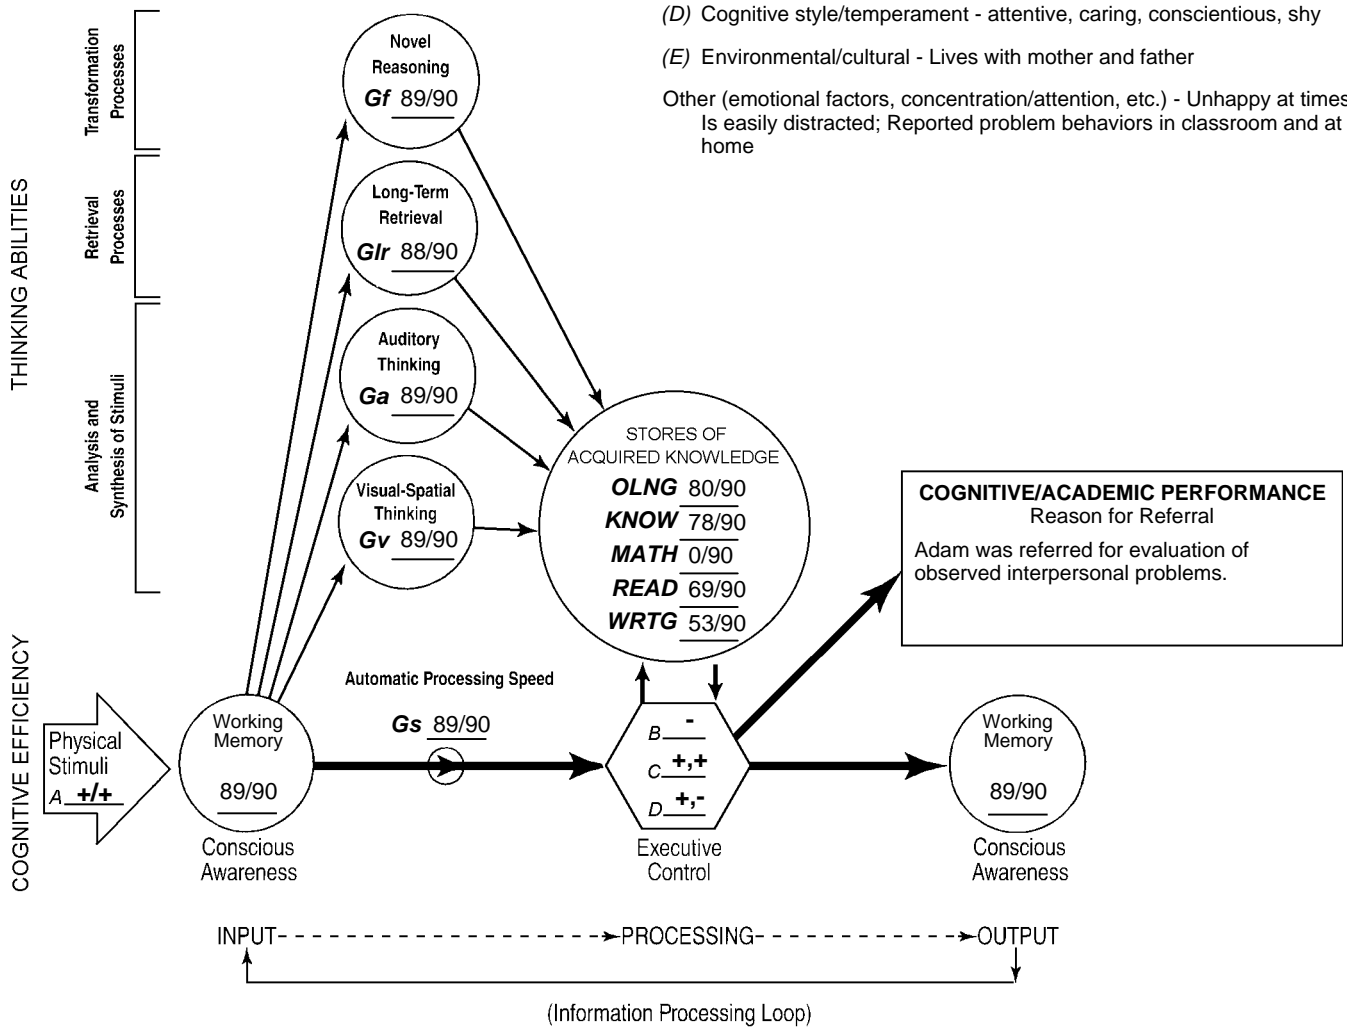 (D) Cognitive style/temperament - attentive, caring, conscientious, shy
(E) Environmental/cultural - Lives with mother and father
Other (emotional factors, concentration/attention, etc.) - Unhappy at times
Is easily distracted; Reported problem behaviors in classroom and at
home
THINKING ABILITIES
Transformation
Processes
Novel
Reasoning
Gf 89/90
Retrieval
Processes
Long-Term
Retrieval
Glr 88/90
Analysis and
Synthesis of Stimuli
Auditory
Thinking
Ga 89/90
Visual-Spatial
Thinking
Gv 89/90
STORES OF
ACQUIRED KNOWLEDGE
OLNG 80/90
KNOW 78/90
MATH 0/90
READ 69/90
WRTG 53/90
COGNITIVE/ACADEMIC PERFORMANCE
Reason for Referral
Adam was referred for evaluation of
observed interpersonal problems.
COGNITIVE EFFICIENCY
Physical
Stimuli
A +/+
Working
Memory
89/90
Conscious
Awareness
Automatic Processing Speed
Gs 89/90
B -
C +,+
D +,-
Executive
Control
Working
Memory
89/90
Conscious
Awareness
INPUT PROCESSING OUTPUT
(Information Processing Loop)